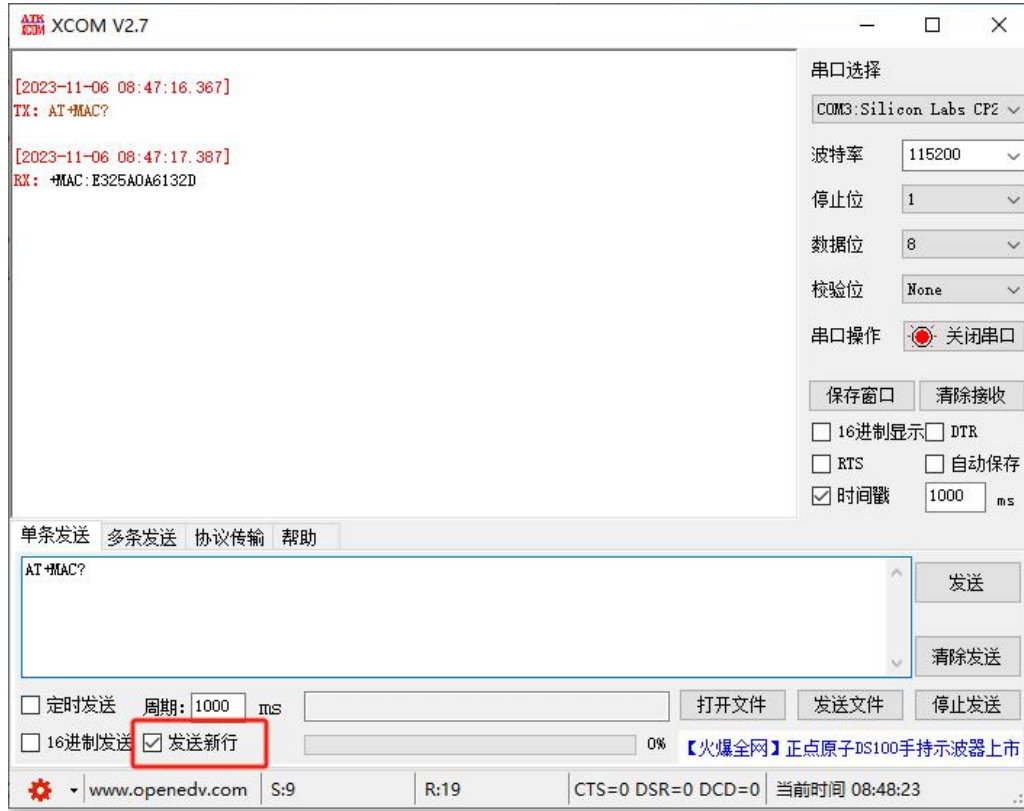 ATK XCOM XCOM V2.7
[2023-11-06 08:47:16.367]
TX: AT+MAC?
[2023-11-06 08:47:17.387]
RX: +MAC:E325A0A6132D
串口选择
COM3:Silicon Labs CP2
波特率 115200
停止位 1
数据位 8
校验位 None
串口操作 关闭串口
保存窗口 清除接收
16进制显示 DTR
RTS 自动保存
时间戳 1000 ms
单条发送 多条发送 协议传输 帮助
AT+MAC?
发送
清除发送
定时发送 周期: 1000 ms 打开文件 发送文件 停止发送
16进制发送 发送新行 0% 【火爆全网】正点原子DS100手持示波器上市
www.openedv.com S:9 R:19 CTS=0 DSR=0 DCD=0 当前时间 08:48:23